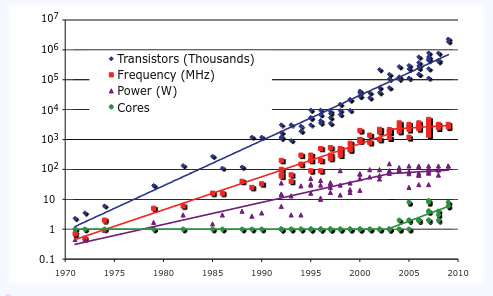 10⁷
10⁶
10⁵
10⁴
10³
10²
10
1
0.1
Transistors (Thousands)
Frequency (MHz)
Power (W)
Cores
1970 1975 1980 1985 1990 1995 2000 2005 2010